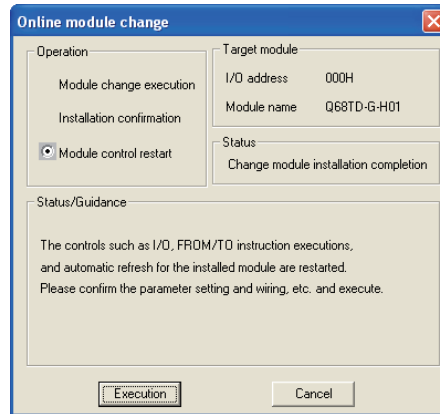 Online module change
Operation
Module change execution
Installation confirmation
Module control restart
Target module
I/O address 000H
Module name Q68TD-G-H01
Status
Change module installation completion
Status/Guidance
The controls such as I/O, FROM/TO instruction executions,
and automatic refresh for the installed module are restarted.
Please confirm the parameter setting and wiring, etc. and execute.
Execution Cancel